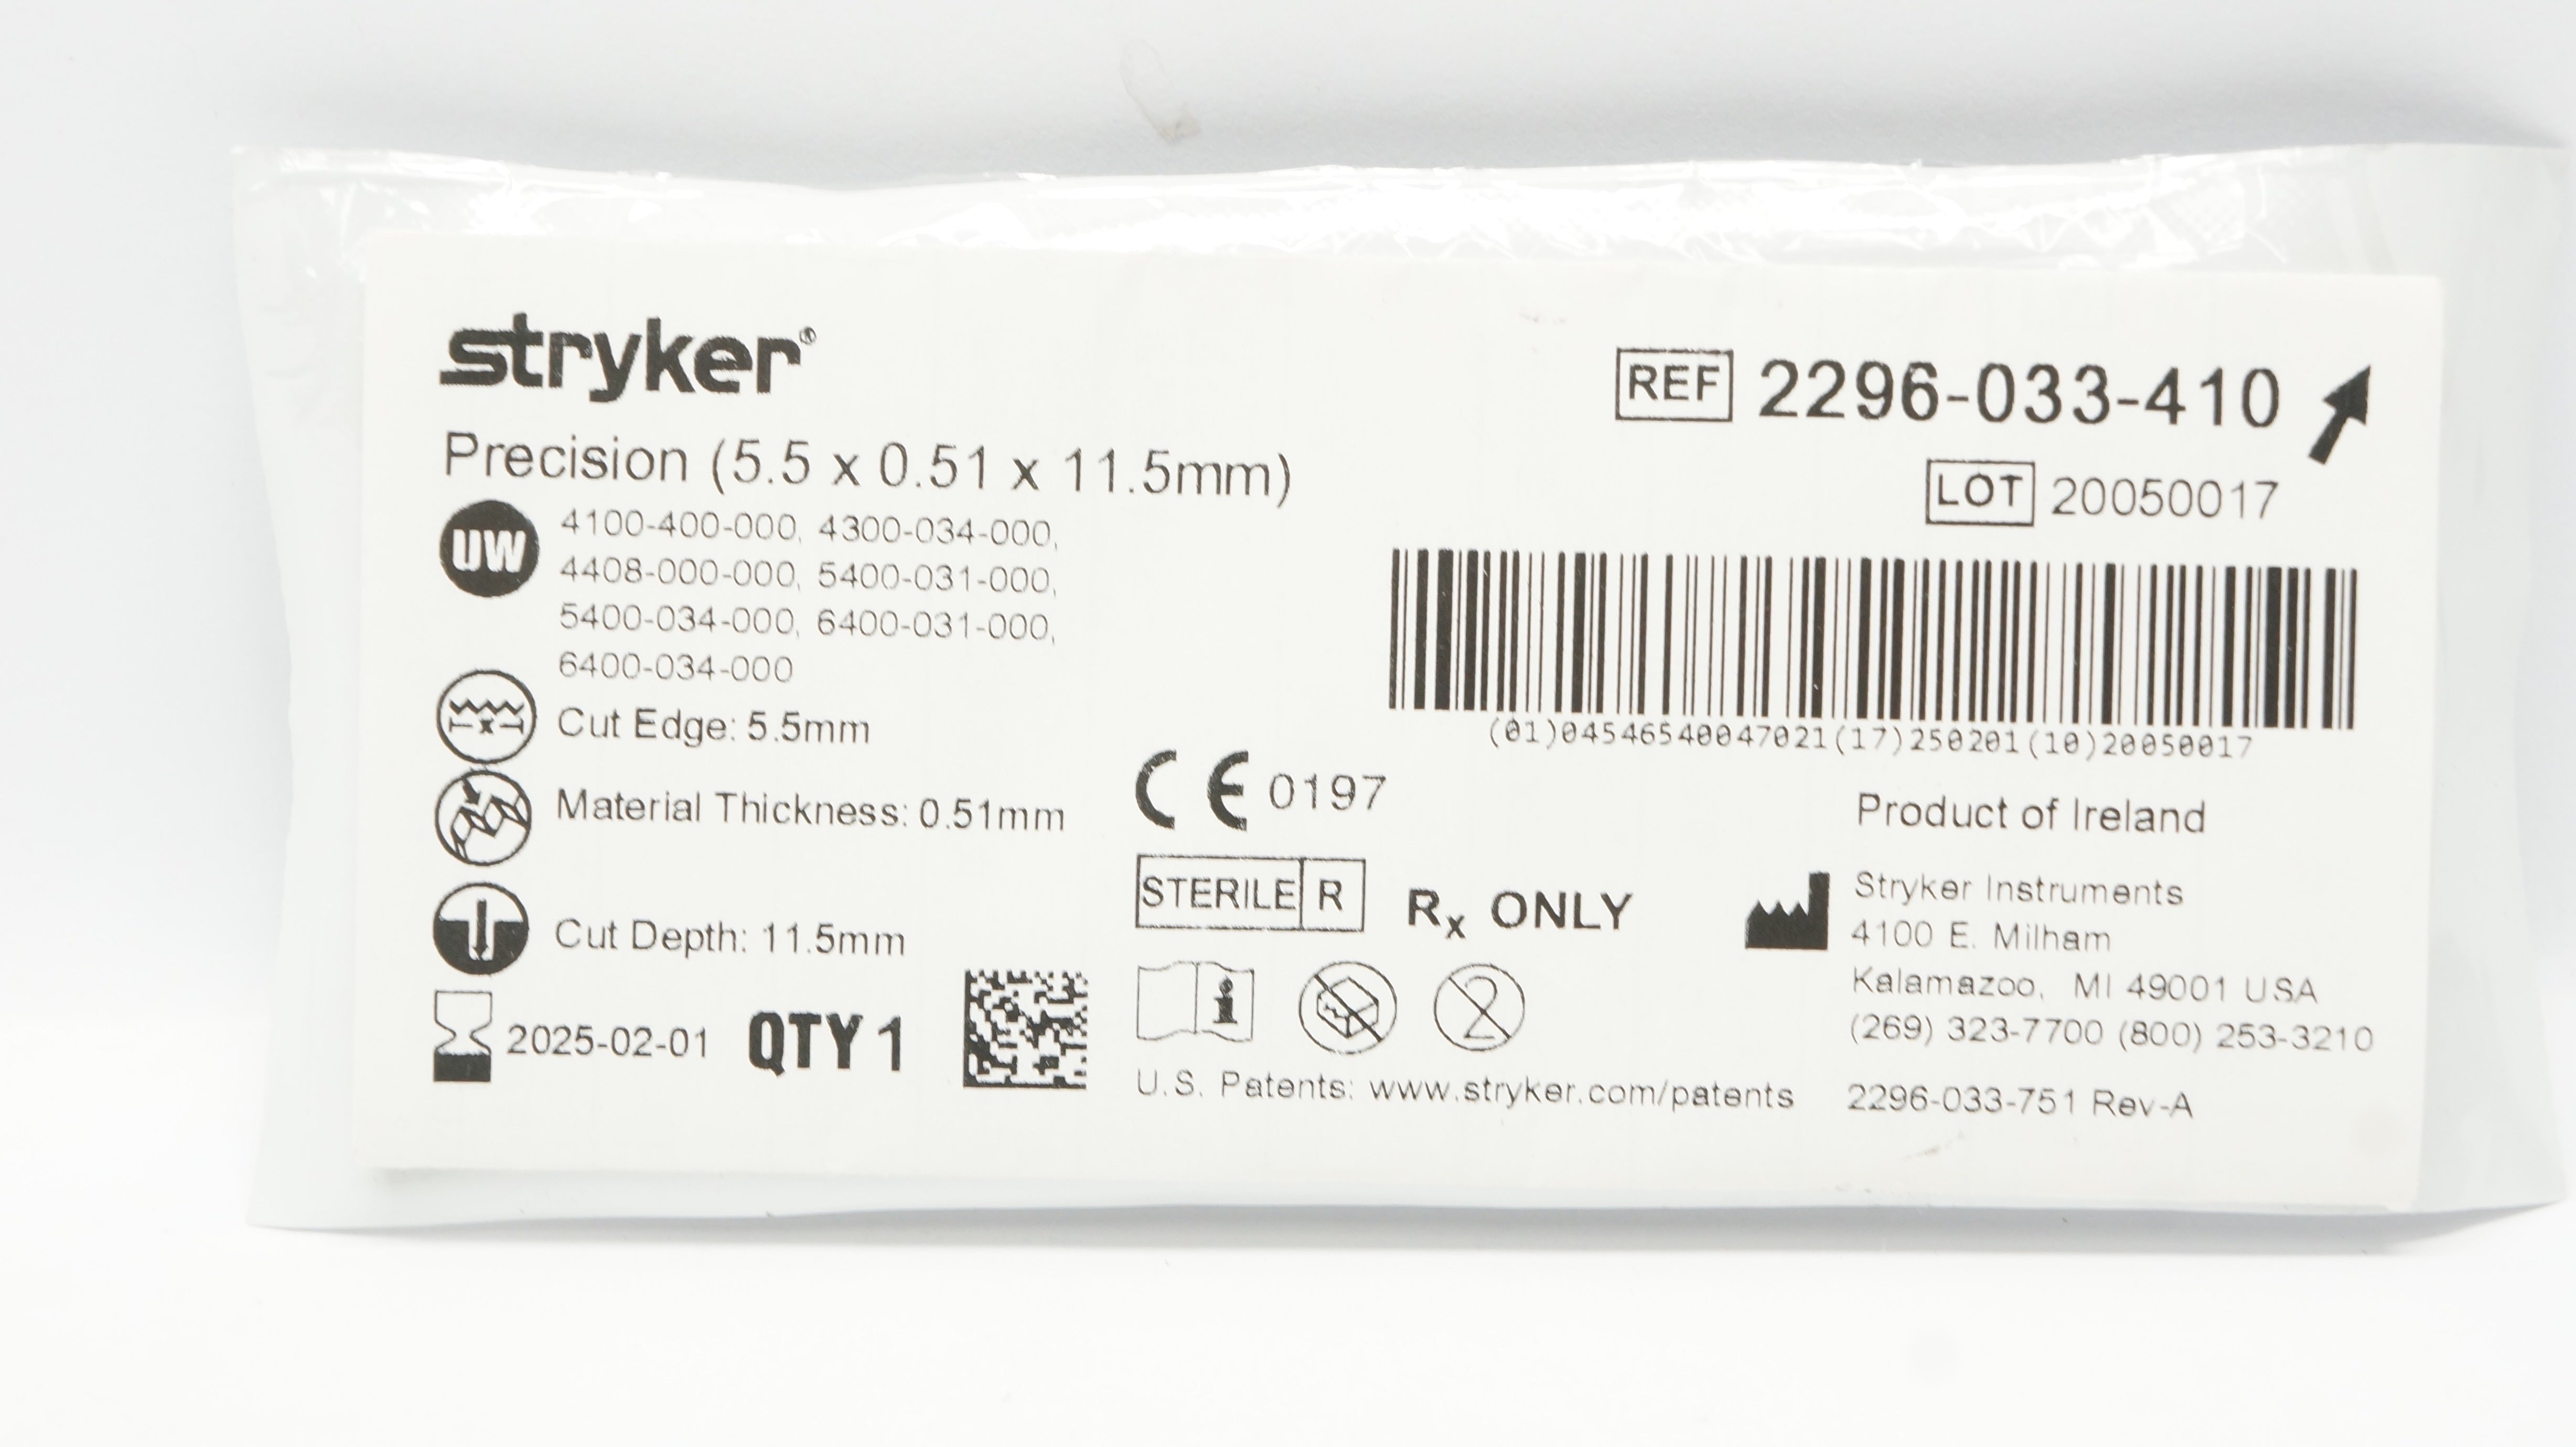 stryker®
Precision (5.5 x 0.51 x 11.5mm)
UW
4100-400-000, 4300-034-000,
4408-000-000, 5400-031-000,
5400-034-000, 6400-031-000,
6400-034-000
x
Cut Edge: 5.5mm
Material Thickness: 0.51mm
Cut Depth: 11.5mm
2025-02-01 QTY 1
REF 2296-033-410
LOT 20050017
(01)04546540047021(17)250201(10)20050017
CE 0197
STERILE R Rx ONLY
i 2
U.S. Patents: www.stryker.com/patents
Product of Ireland
Stryker Instruments
4100 E. Milham
Kalamazoo, MI 49001 USA
(269) 323-7700 (800) 253-3210
2296-033-751 Rev-A